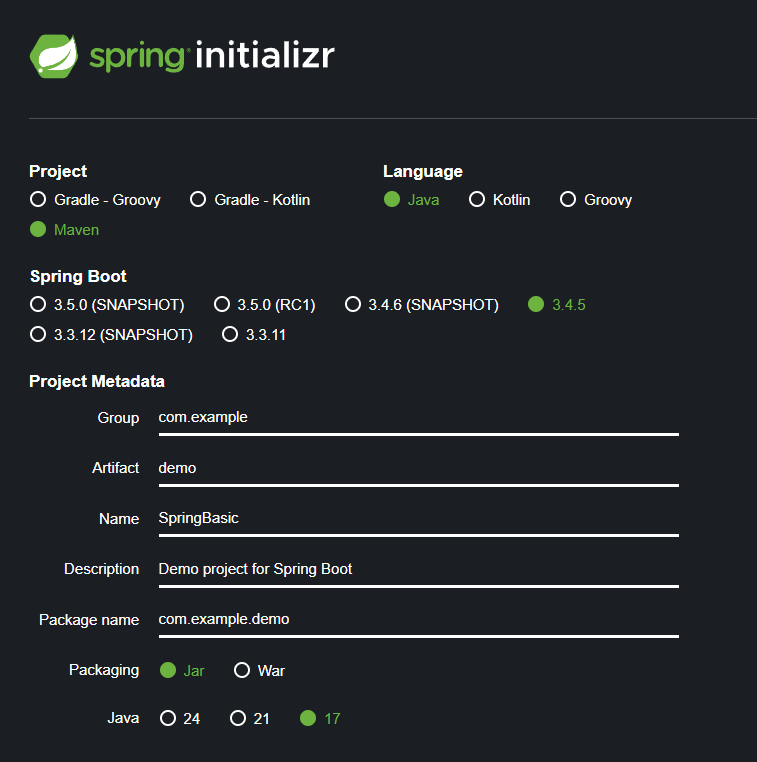 spring initializr
Project
Gradle - Groovy Gradle - Kotlin
Maven
Language
Java Kotlin Groovy
Spring Boot
3.5.0 (SNAPSHOT) 3.5.0 (RC1) 3.4.6 (SNAPSHOT) 3.4.5
3.3.12 (SNAPSHOT) 3.3.11
Project Metadata
Group com.example
Artifact demo
Name SpringBasic
Description Demo project for Spring Boot
Package name com.example.demo
Packaging Jar War
Java 24 21 17